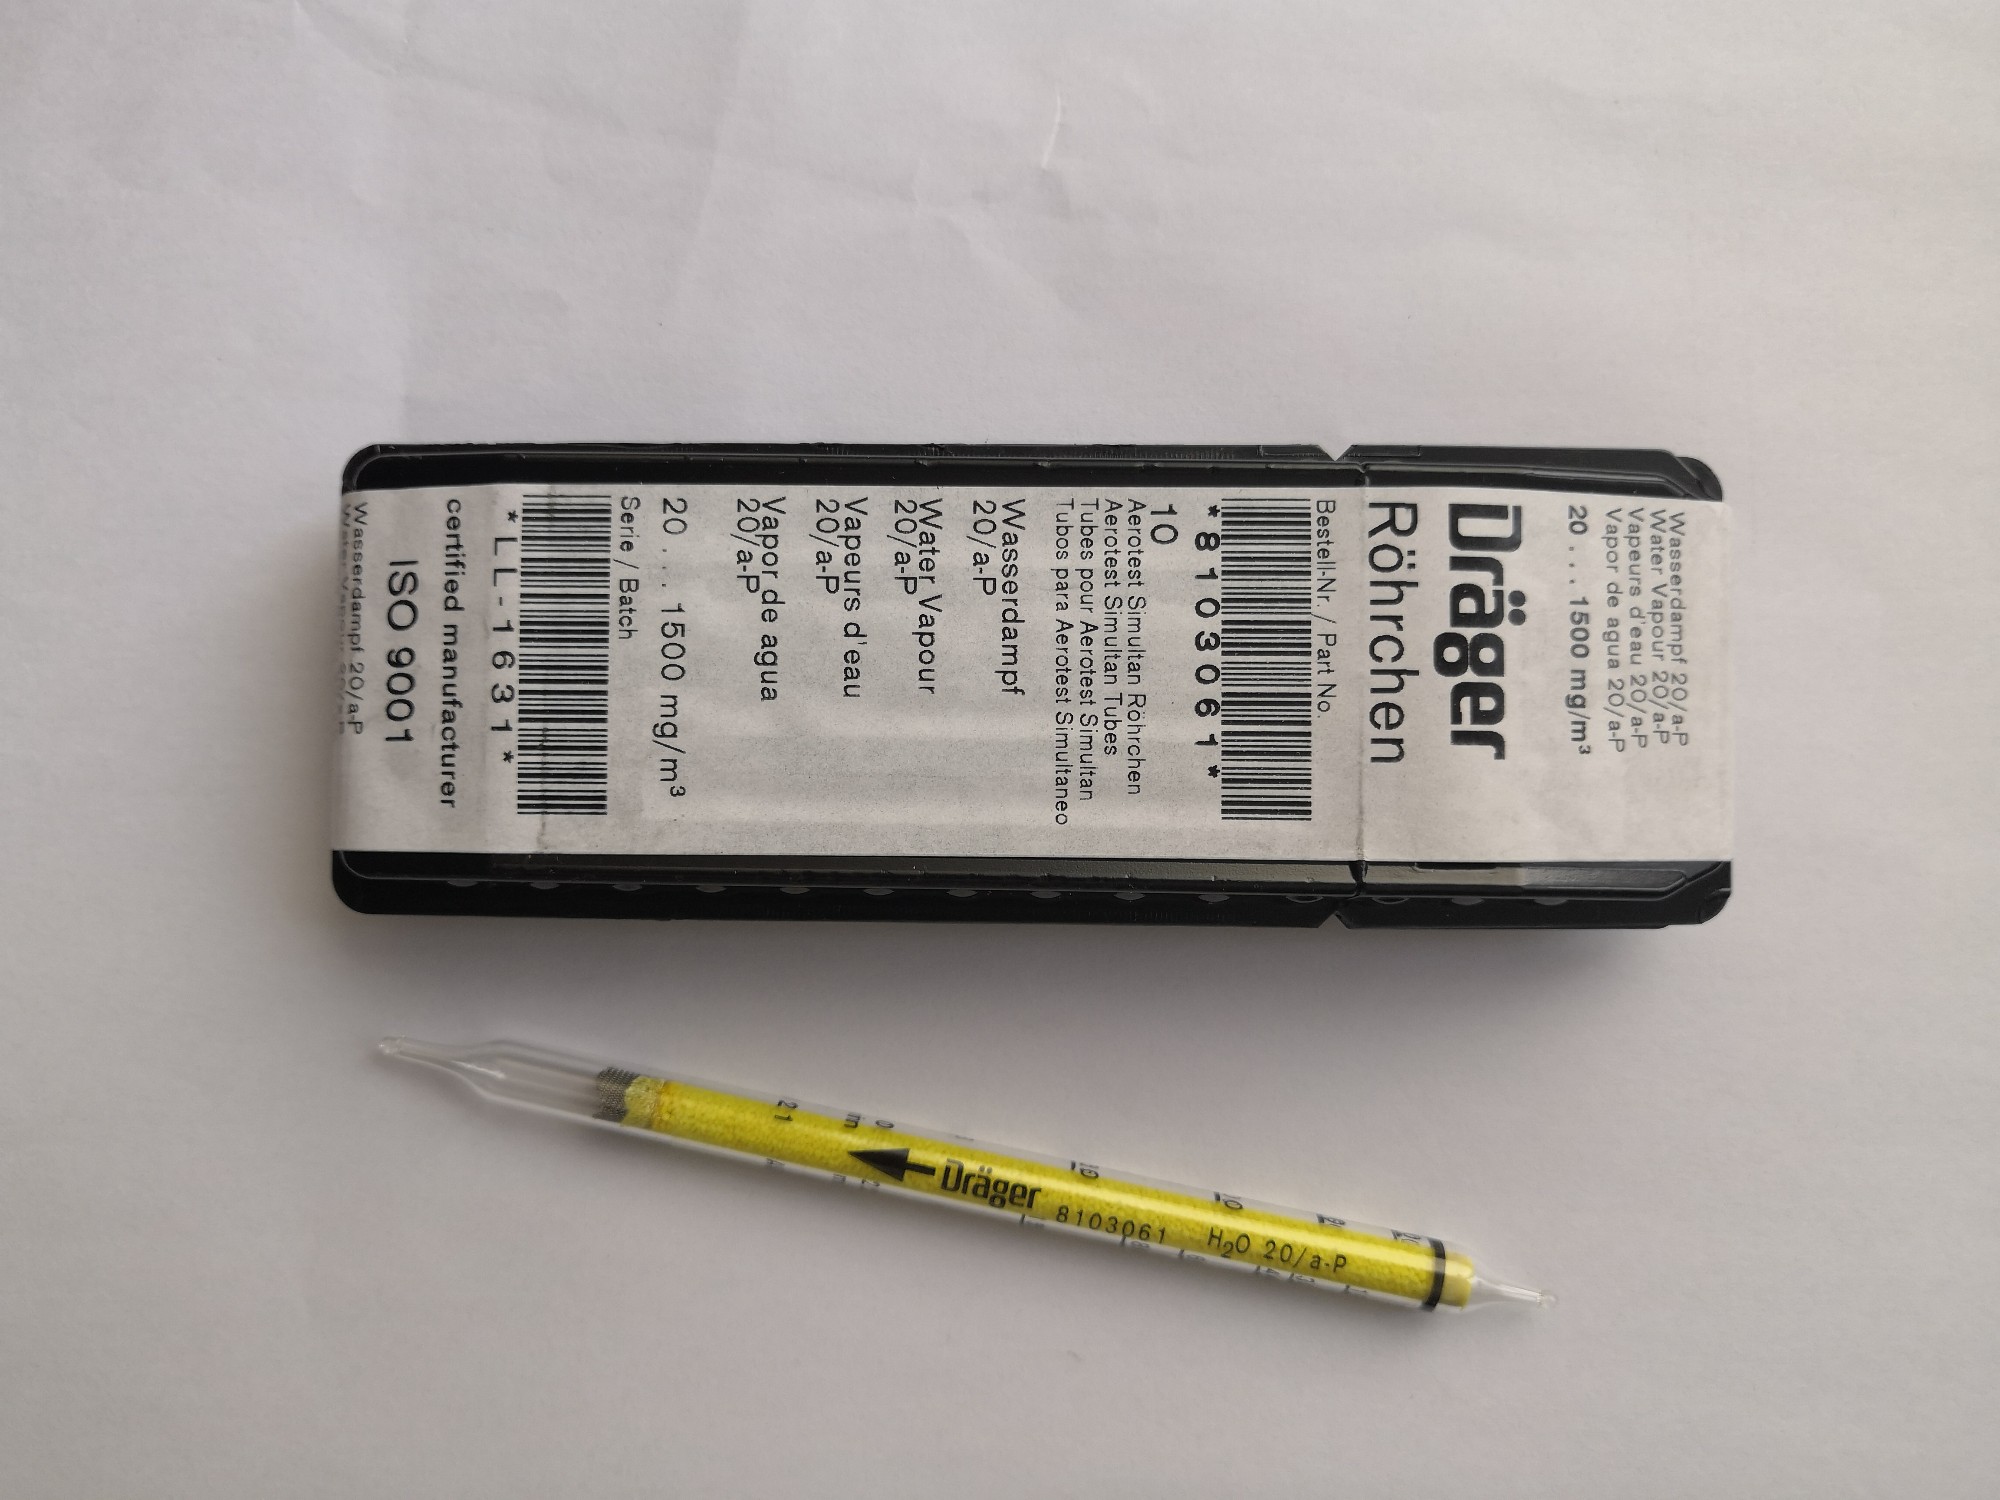 Wasserdampf 20/a-P
Water Vapour 20/a-P
Vapeurs d'eau 20/a-P
Vapor de agua 20/a-P
20 . . . 1500 mg/m³
Dräger
Röhrchen
Bestell-Nr. / Part No.
*8103061*
10
Aerotest Simultan Röhrchen
Aerotest Simultan Tubes
Tubes pour Aerotest Simultan
Tubos para Aerotest Simultaneo
Wasserdampf
20/a-P
Water Vapour
20/a-P
Vapeurs d'eau
20/a-P
Vapor de agua
20/a-P
20 . . . 1500 mg/m³
Serie / Batch
*LL-1631*
certified manufacturer
ISO 9001
Wasserdampf 20/a-P
Dräger
8103061 H₂O 20/a-P